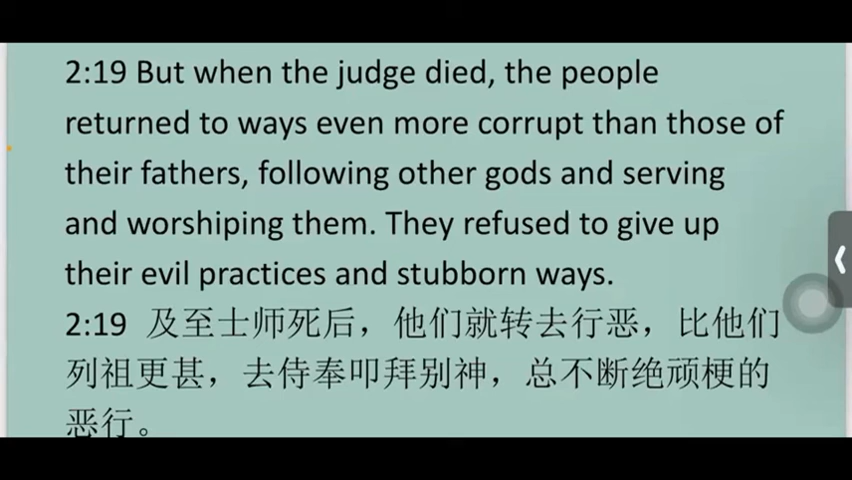 2:19 But when the judge died, the people
returned to ways even more corrupt than those of
their fathers, following other gods and serving
and worshiping them. They refused to give up
their evil practices and stubborn ways.
2:19 及至士师死后，他们就转去行恶，比他们
列祖更甚，去侍奉叩拜别神，总不断绝顽梗的
恶行。